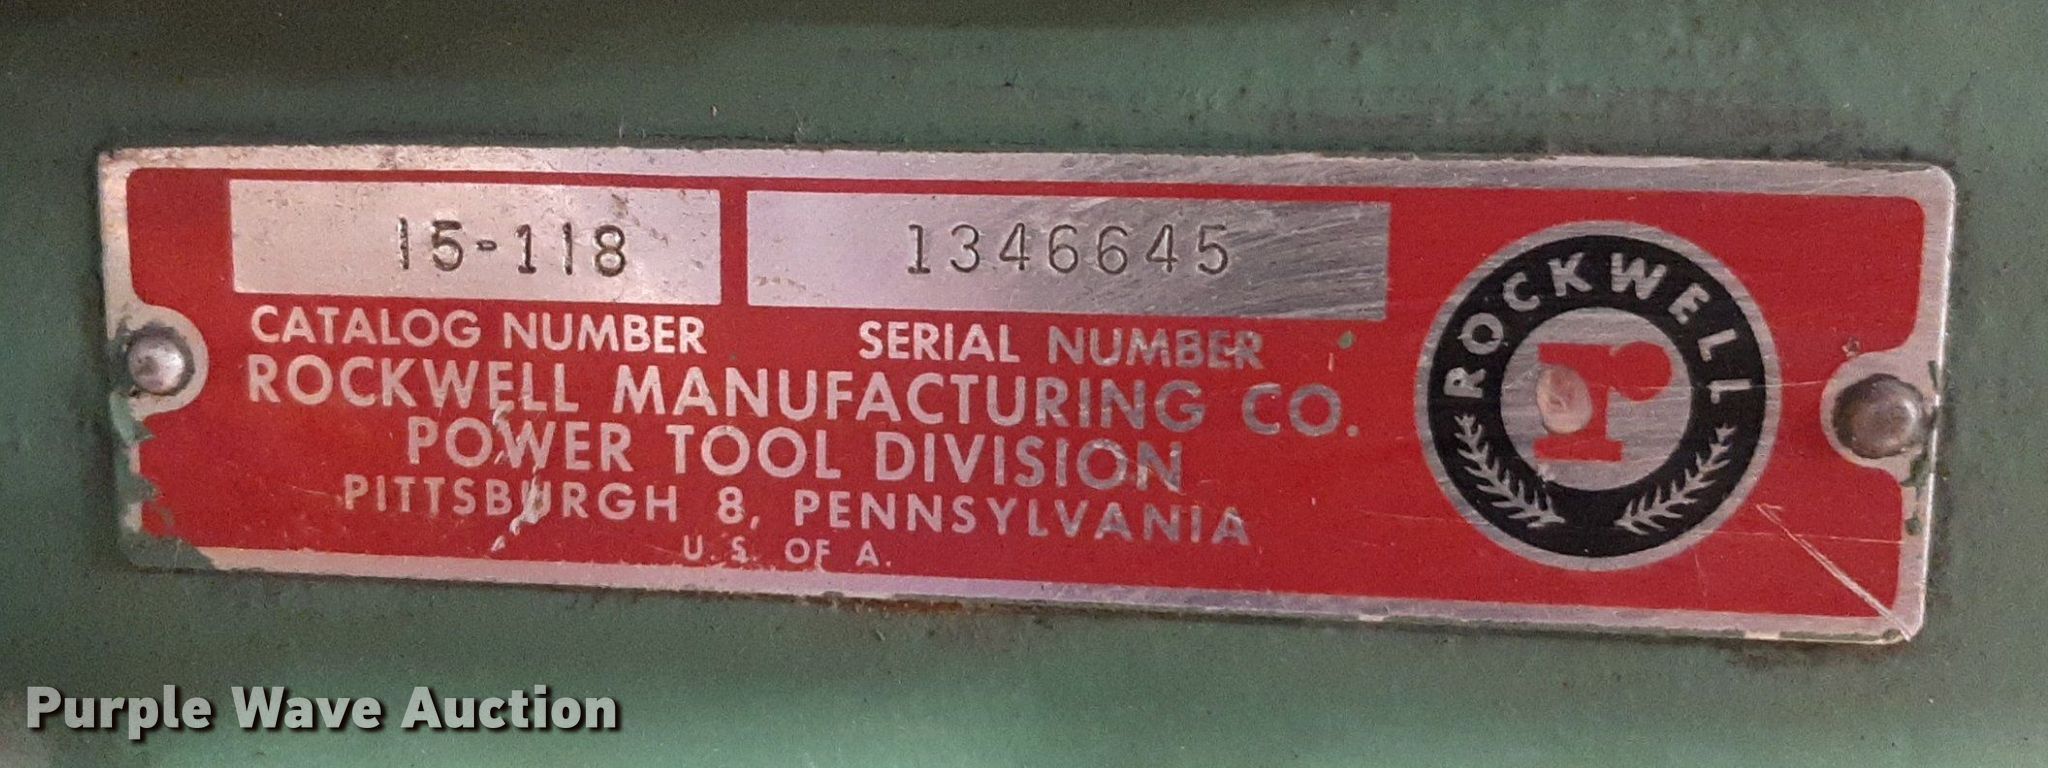 15-118 1346645
CATALOG NUMBER SERIAL NUMBER
ROCKWELL MANUFACTURING CO.
POWER TOOL DIVISION
PITTSBURGH 8, PENNSYLVANIA
U. S. OF A.
ROCKWELL
r
Purple Wave Auction